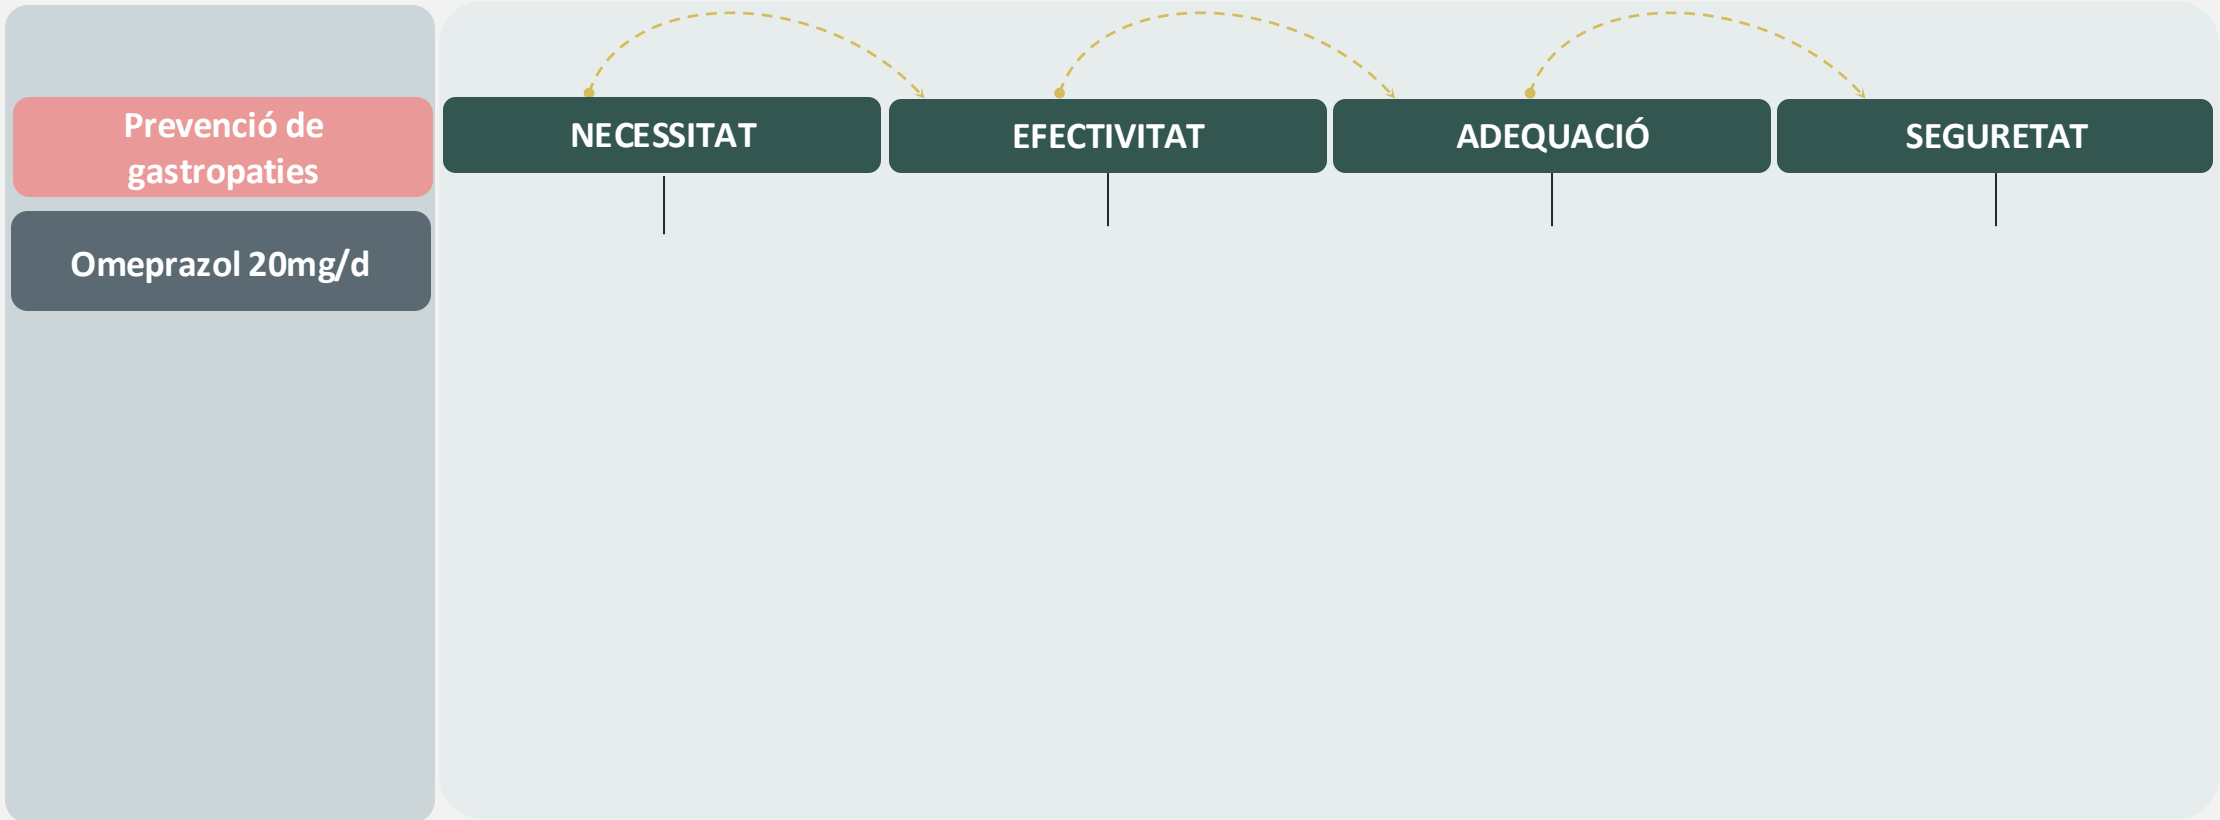 Prevenció de
gastropaties
NECESSITAT
EFECTIVITAT
ADEQUACIÓ
SEGURETAT
Omeprazol 20mg/d